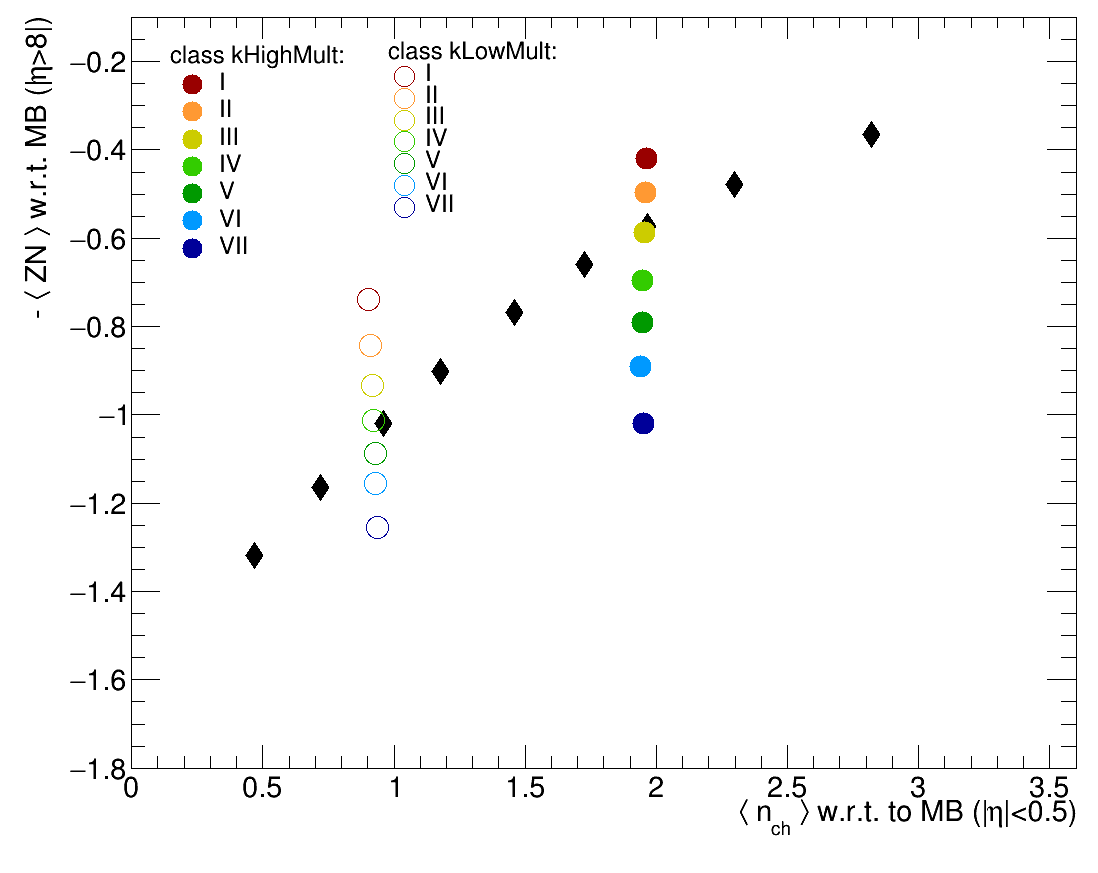 - ⟨ ZN ⟩ w.r.t. MB (|η>8|)
−0.2
−0.4
−0.6
−0.8
−1
−1.2
−1.4
−1.6
−1.8
class kHighMult:
I
II
III
IV
V
VI
VII
class kLowMult:
I
II
III
IV
V
VI
VII
0 0.5 1 1.5 2 2.5 3 3.5
⟨ n_ch ⟩ w.r.t. to MB (|η|<0.5)